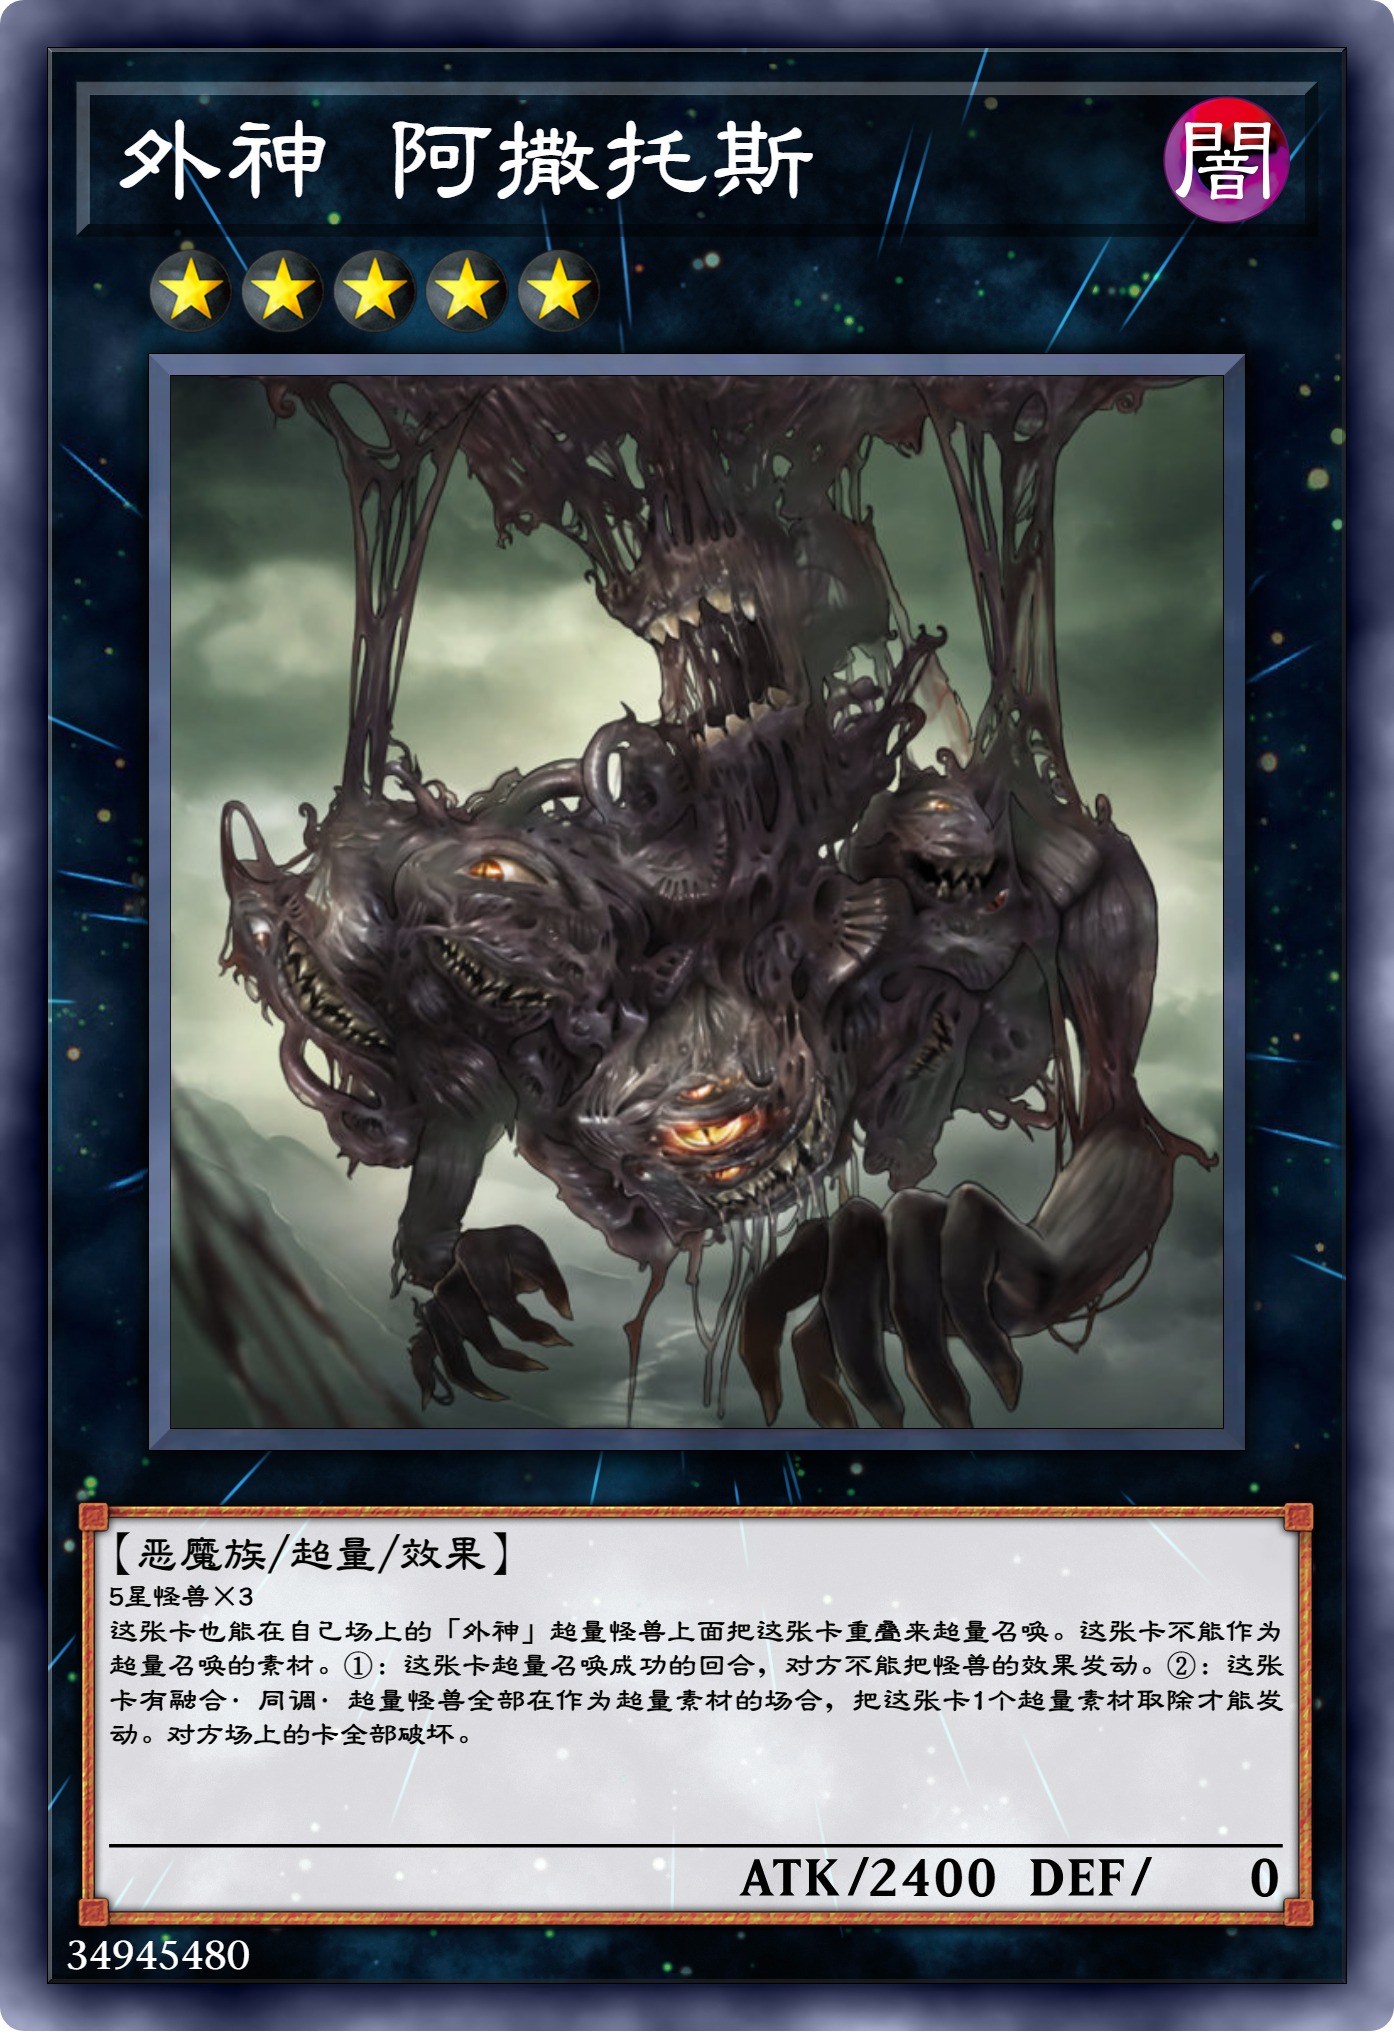 外神 阿撒托斯
闇
【恶魔族/超量/效果】
5星怪兽×3
这张卡也能在自己场上的「外神」超量怪兽上面把这张卡重叠来超量召唤。这张卡不能作为
超量召唤的素材。①：这张卡超量召唤成功的回合，对方不能把怪兽的效果发动。②：这张
卡有融合·同调·超量怪兽全部在作为超量素材的场合，把这张卡1个超量素材取除才能发
动。对方场上的卡全部破坏。
ATK/2400 DEF/ 0
34945480